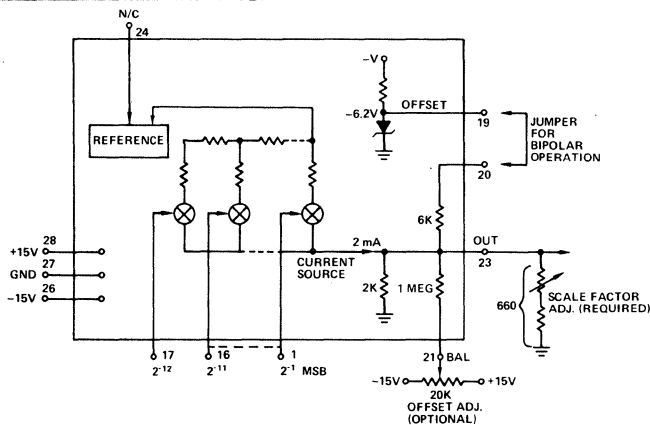 N/C
24
-V
-6.2V
OFFSET
19
JUMPER
FOR
BIPOLAR
OPERATION
20
REFERENCE
6K
28
+15V
27
GND
26
-15V
2 mA
OUT
23
CURRENT
SOURCE
2K
1 MEG
660
SCALE FACTOR
ADJ. (REQUIRED)
17
16
1
2-12
2-11
2-1 MSB
21
BAL
-15V
+15V
20K
OFFSET ADJ.
(OPTIONAL)